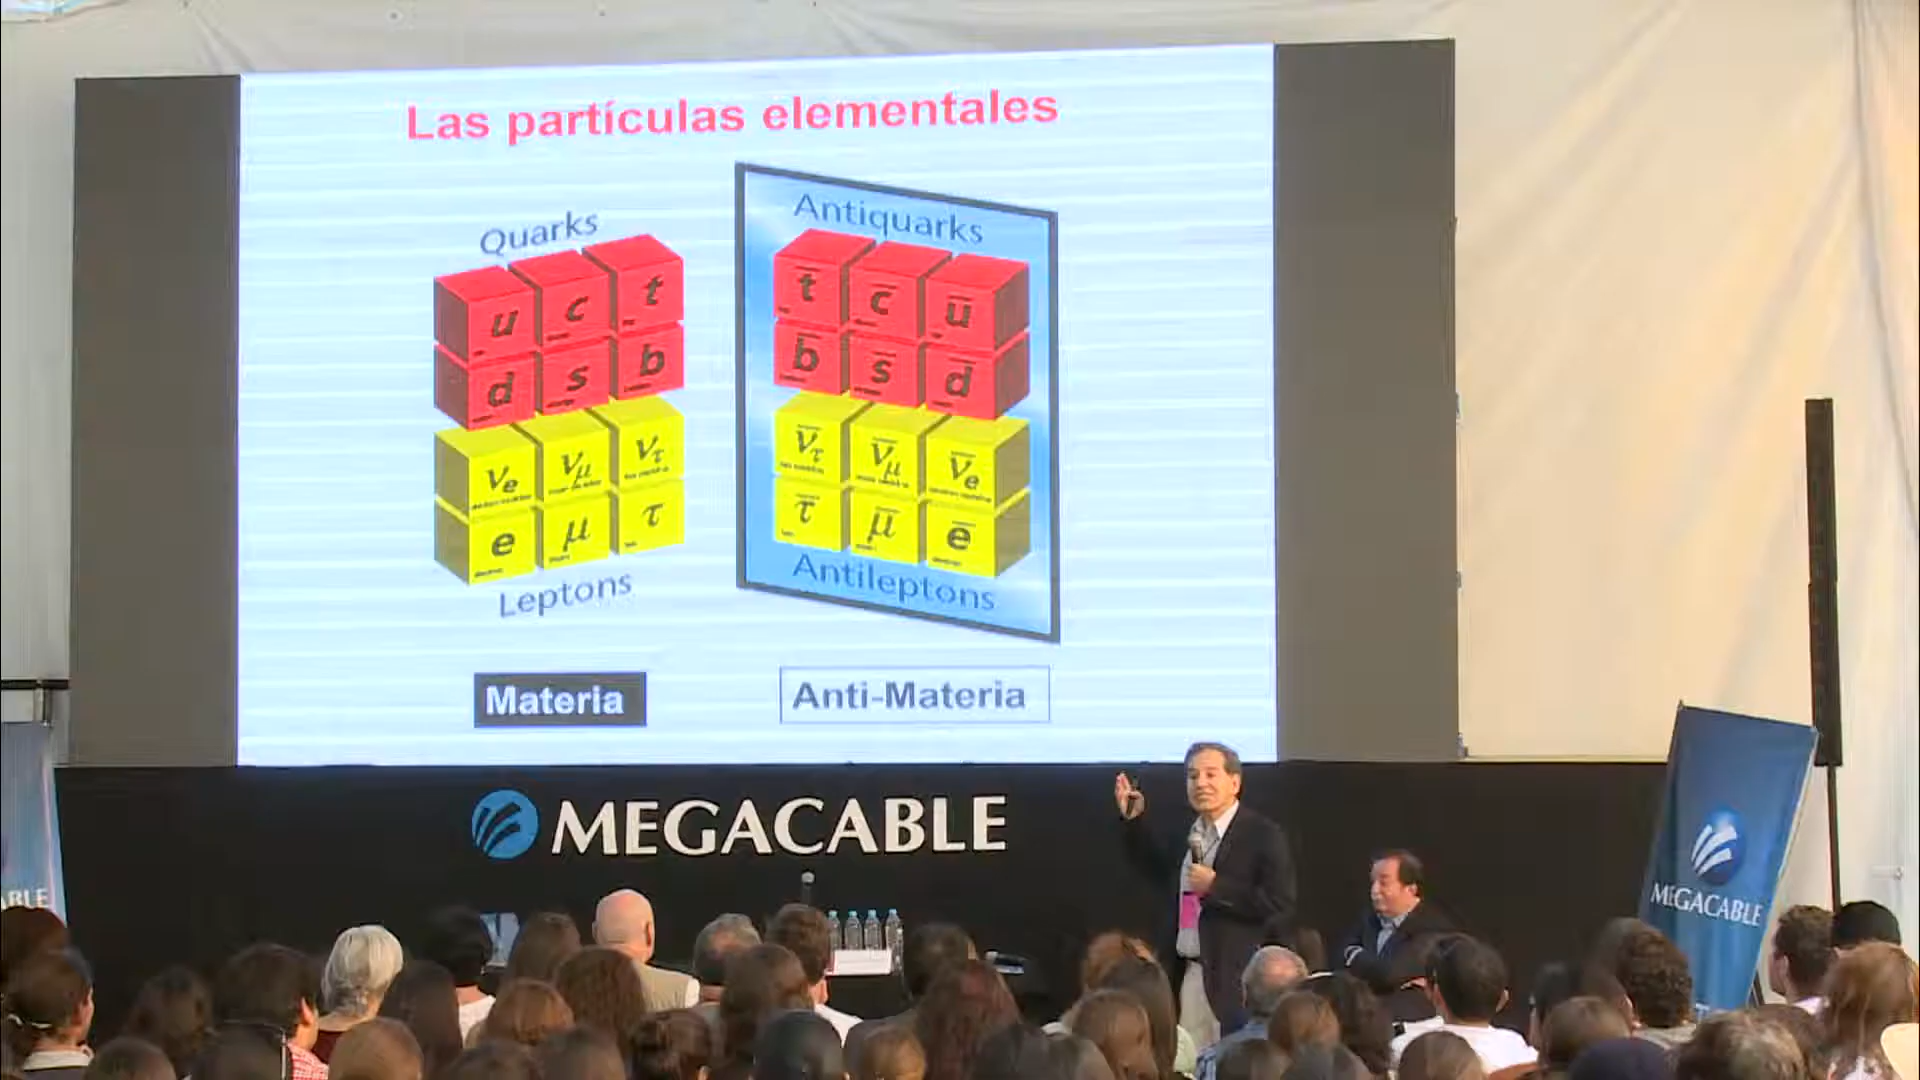 Las partículas elementales
Quarks
u c t
d s b
νe νμ ντ
e μ τ
Leptons
Antiquarks
t̅ c̅ u̅
b̅ s̅ d̅
ν̅τ ν̅μ ν̅e
τ̅ μ̅ e̅
Antileptons
Materia
Anti-Materia
MEGACABLE
MEGACABLE